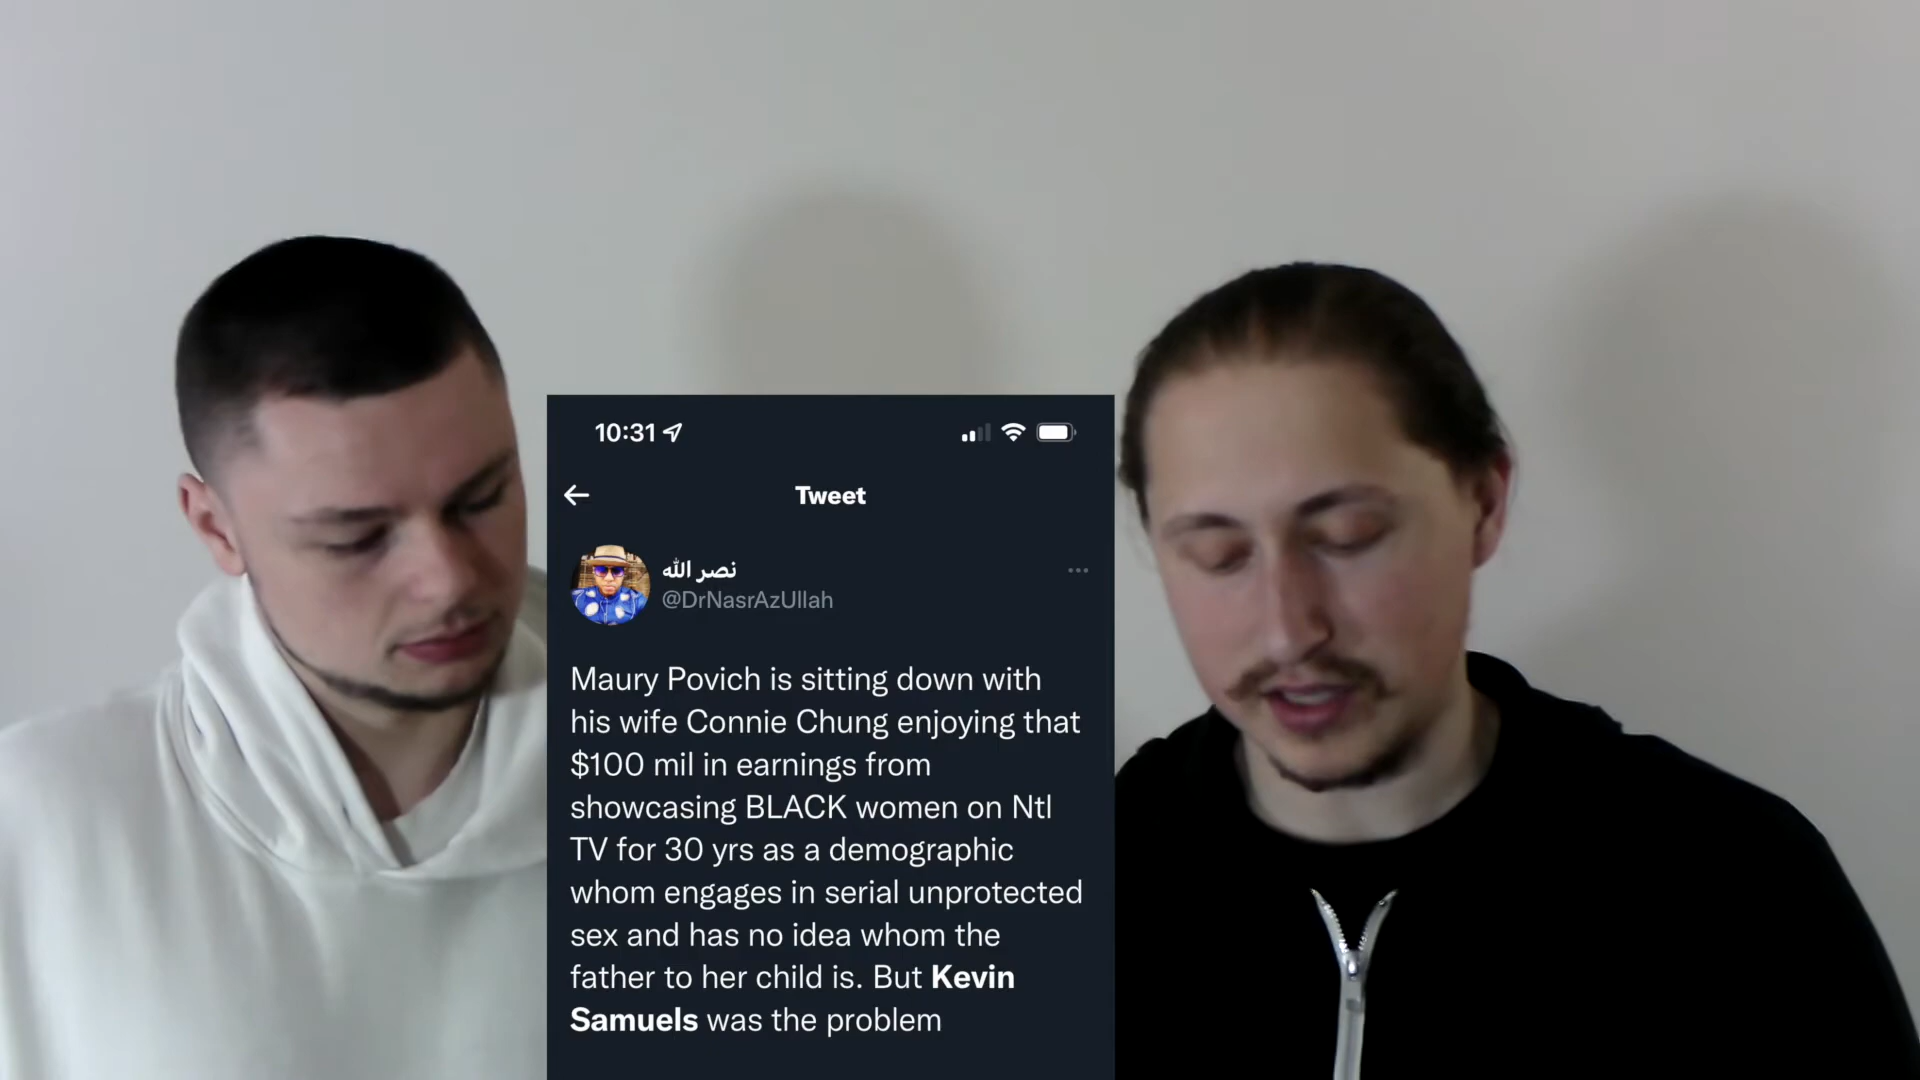 10:31
Tweet
نصر الله
@DrNasrAzUllah
Maury Povich is sitting down with
his wife Connie Chung enjoying that
$100 mil in earnings from
showcasing BLACK women on Ntl
TV for 30 yrs as a demographic
whom engages in serial unprotected
sex and has no idea whom the
father to her child is. But Kevin
Samuels was the problem